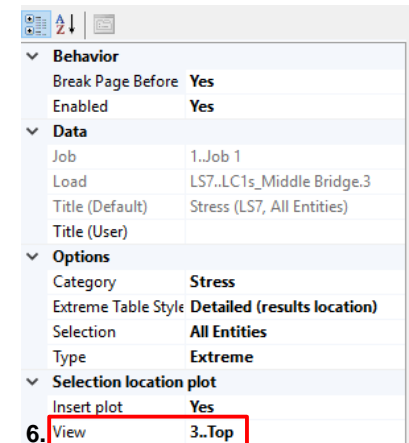 Behavior
Break Page Before Yes
Enabled Yes
Data
Job 1..Job 1
Load LS7..LC1s_Middle Bridge.3
Title (Default) Stress (LS7, All Entities)
Title (User)
Options
Category Stress
Extreme Table Style Detailed (results location)
Selection All Entities
Type Extreme
Selection location plot
Insert plot Yes
6. View 3..Top